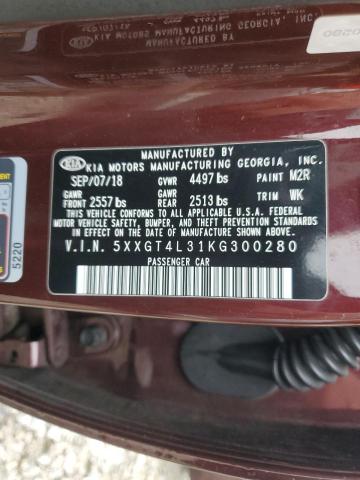 MANUFACTURED BY
KIA KIA MOTORS MANUFACTURING GEORGIA, INC.
SEP/07/18 GVWR 4497 lbs PAINT M2R
GAWR FRONT 2557 lbs GAWR REAR 2513 lbs TRIM WK
THIS VEHICLE CONFORMS TO ALL APPLICABLE U.S.A. FEDERAL
MOTOR VEHICLE SAFETY, BUMPER, AND THEFT PREVENTION
STANDARDS IN EFFECT ON THE DATE OF MANUFACTURE
SHOWN ABOVE.
V.I.N. 5XXGT4L31KG300280
PASSENGER CAR
5220